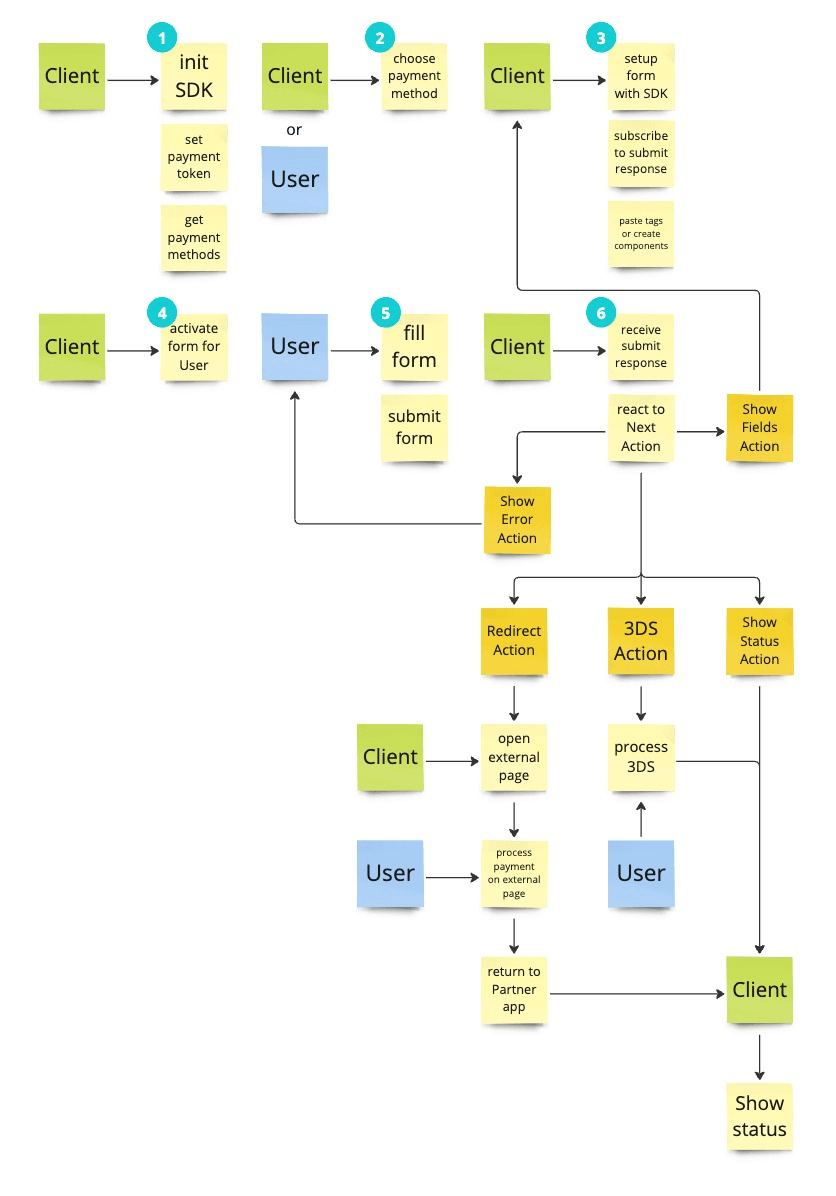 1
Client
init
SDK
set
payment
token
get
payment
methods
2
Client
or
User
choose
payment
method
3
Client
setup
form
with SDK
subscribe
to submit
response
paste tags
or create
components
4
Client
activate
form for
User
5
User
fill
form
submit
form
6
Client
receive
submit
response
react to
Next
Action
Show
Fields
Action
Show
Error
Action
Redirect
Action
3DS
Action
Show
Status
Action
Client
open
external
page
process
3DS
User
process
payment
on external
page
User
return to
Partner
app
Client
Show
status